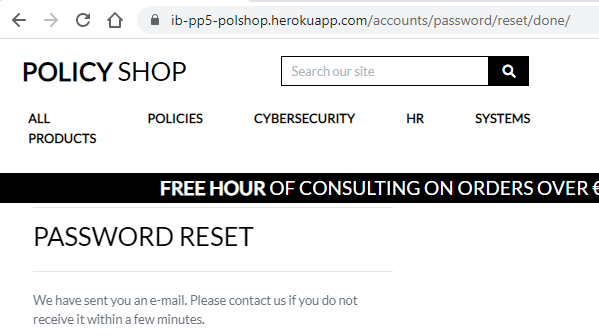 ib-pp5-polshop.herokuapp.com/accounts/password/reset/done/
POLICY SHOP
Search our site
ALL PRODUCTS POLICIES CYBERSECURITY HR SYSTEMS
FREE HOUR OF CONSULTING ON ORDERS OVER €
PASSWORD RESET
We have sent you an e-mail. Please contact us if you do not
receive it within a few minutes.